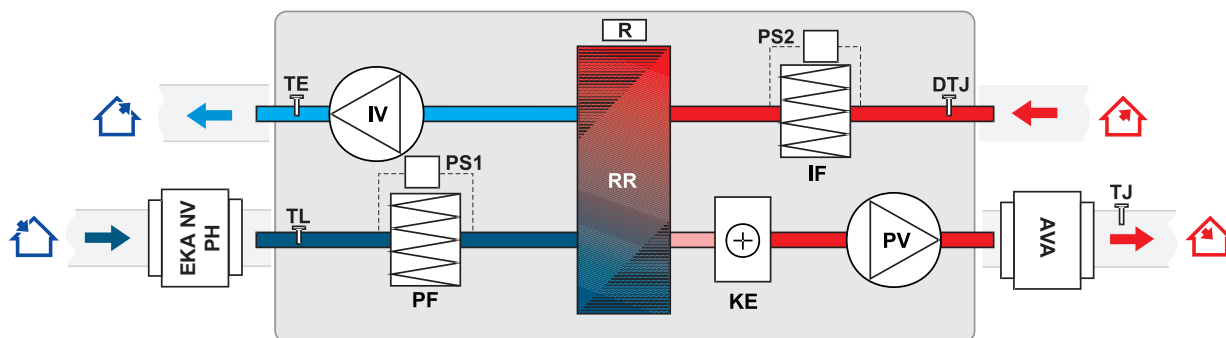 R
PS2
TE
DTJ
IV
IF
PS1
RR
EKA NV
PH
TL
PF
KE
PV
AVA
TJ